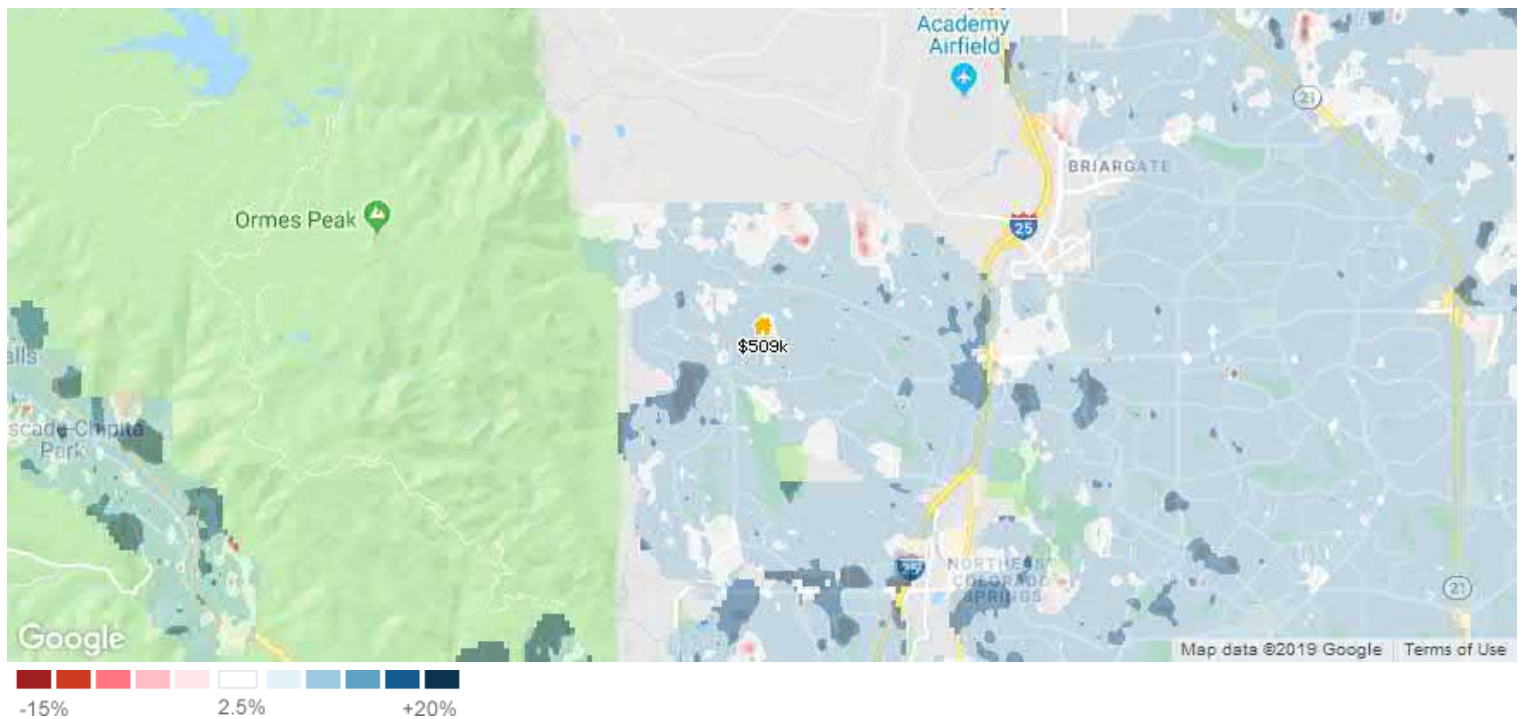 Academy
Airfield
21
BRIARGATE
Ormes Peak
25
$509k
alls
Park
25
NORTHEAST
COLORADO
SPRINGS
21
Google
Map data ©2019 Google
Terms of Use
-15%
2.5%
+20%